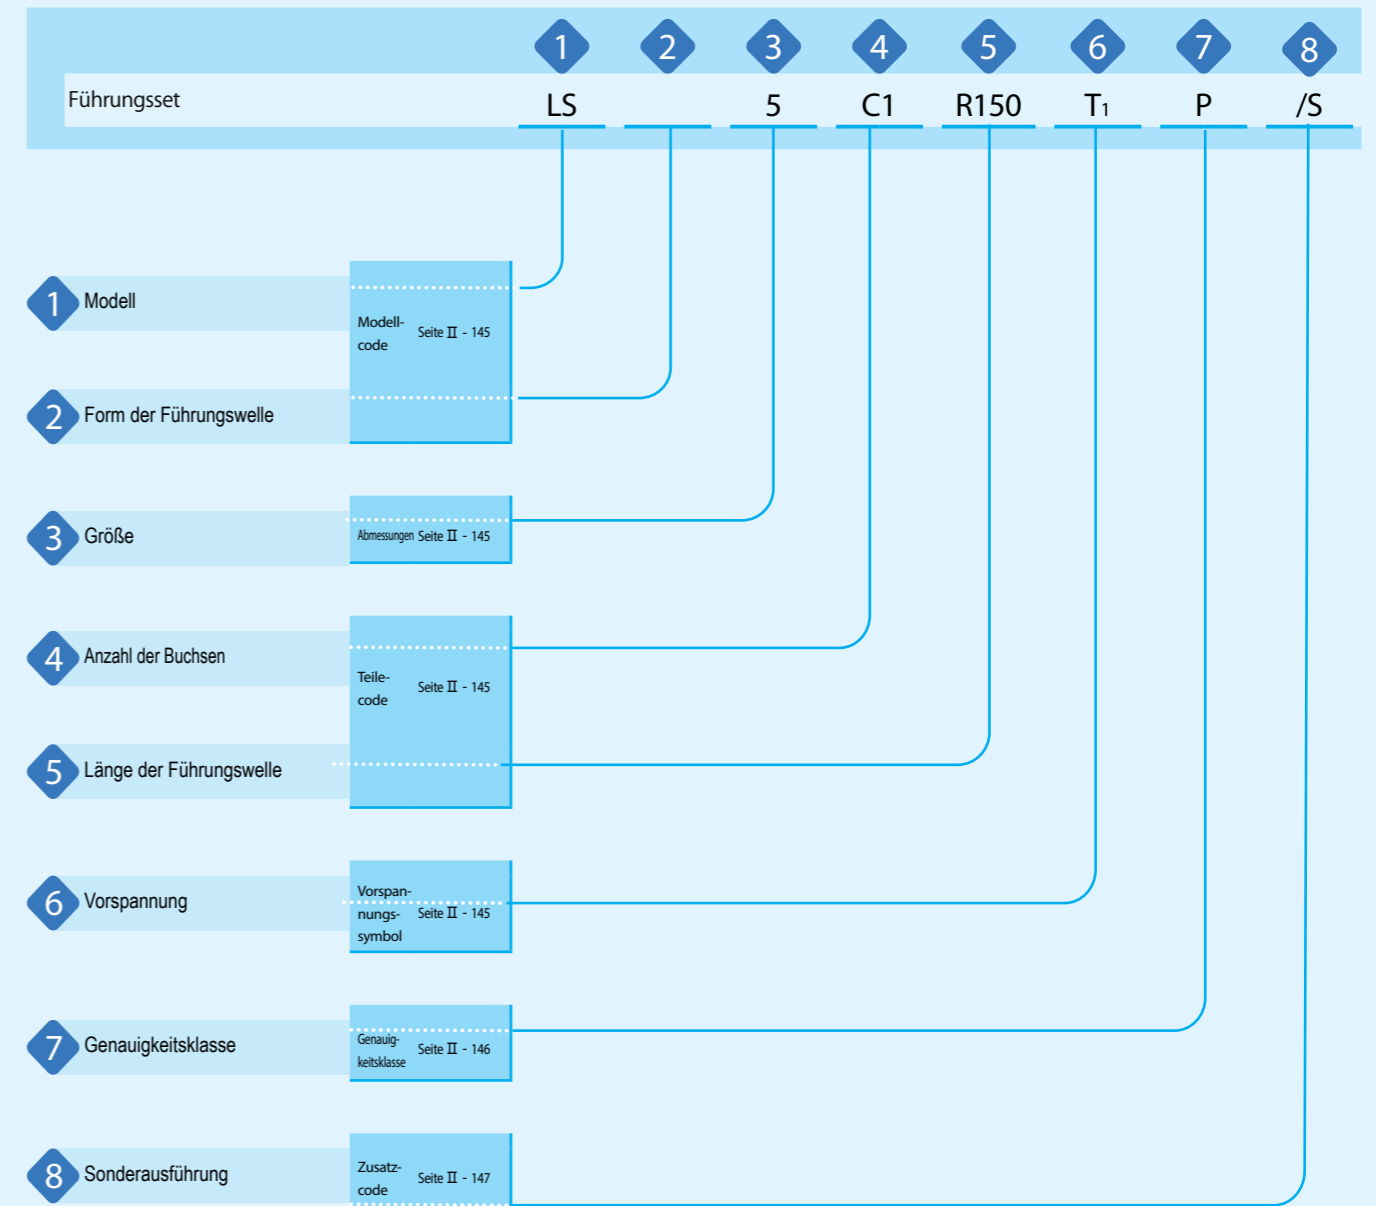 1 2 3 4 5 6 7 8
Führungsset LS 5 C1 R150 T1 P /S
1 Modell
Modell-
code
Seite II - 145
2 Form der Führungswelle
3 Größe
Abmessungen Seite II - 145
4 Anzahl der Buchsen
Teile-
code
Seite II - 145
5 Länge der Führungswelle
6 Vorspannung
Vorspan-
nungs-
symbol
Seite II - 145
7 Genauigkeitsklasse
Genauig-
keitsklasse
Seite II - 146
8 Sonderausführung
Zusatz-
code
Seite II - 147